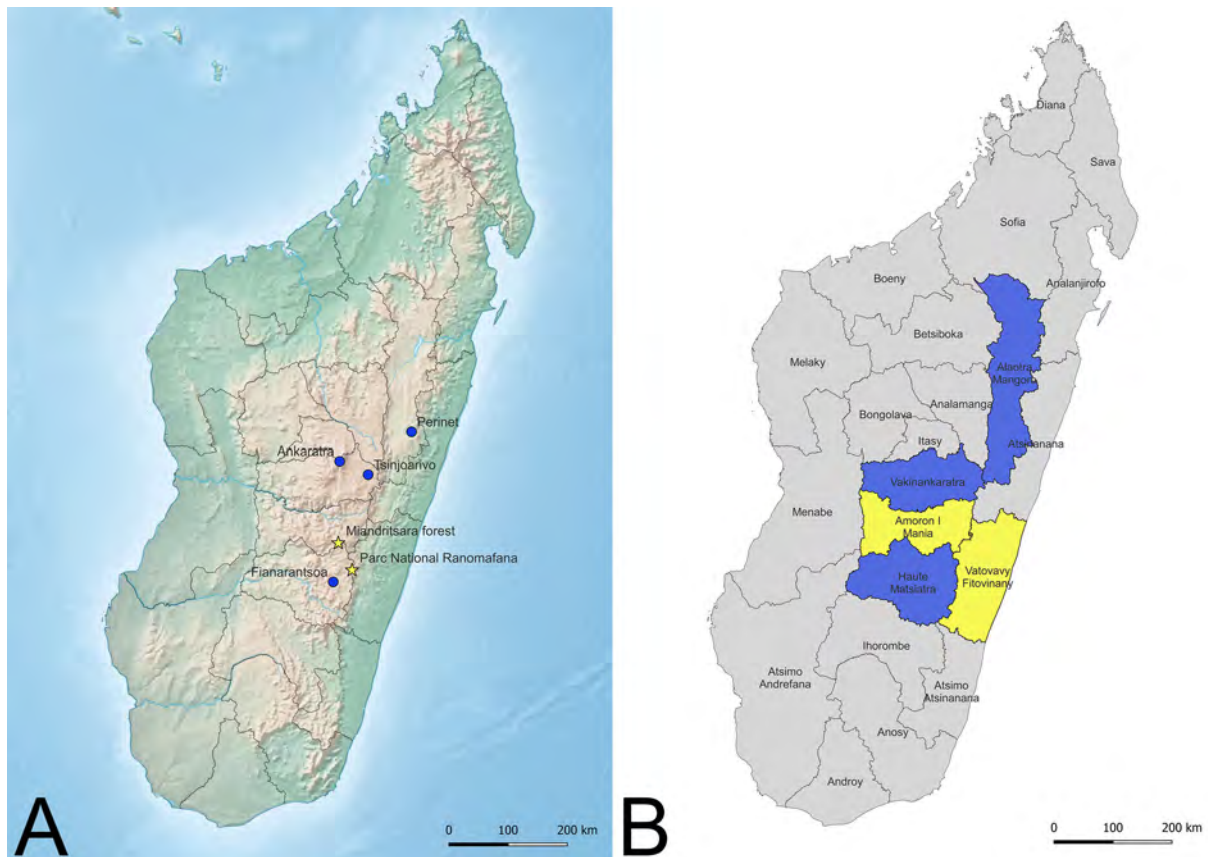 Perinet
Ankaratra
Tsinjoarivo
Miandritsara forest
Parc National Ranomafana
Fianarantsoa
A
0 100 200 km
Diana
Sava
Sofia
Analanjirofo
Boeny
Betsiboka
Melaky
Alaotra
Mangoro
Analamanga
Bongolava
Atsinanana
Itasy
Vakinankaratra
Menabe
Amoron I
Mania
Vatovavy
Fitovinany
Haute
Matsiatra
Ihorombe
Atsimo
Andrefana
Atsimo
Atsinanana
Anosy
Androy
B
0 100 200 km